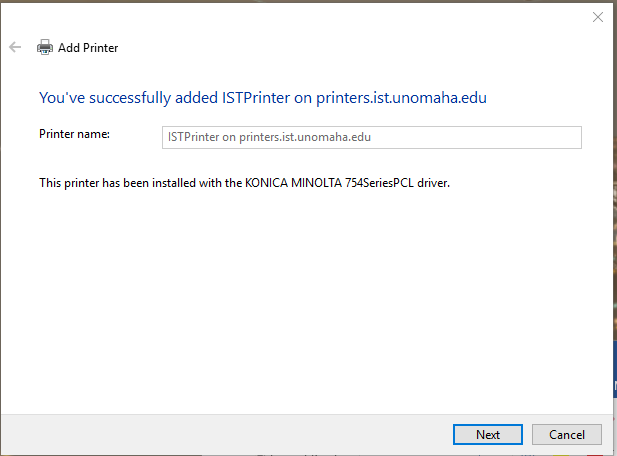 Add Printer
You've successfully added ISTPrinter on printers.ist.unomaha.edu
Printer name:
ISTPrinter on printers.ist.unomaha.edu
This printer has been installed with the KONICA MINOLTA 754SeriesPCL driver.
Next
Cancel